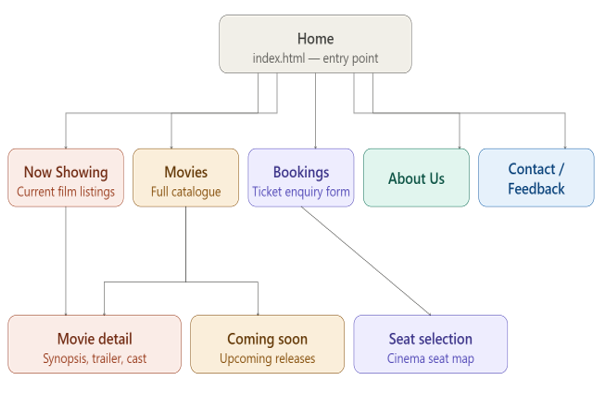 Home
index.html — entry point
Now Showing
Current film listings
Movies
Full catalogue
Bookings
Ticket enquiry form
About Us
Contact /
Feedback
Movie detail
Synopsis, trailer, cast
Coming soon
Upcoming releases
Seat selection
Cinema seat map